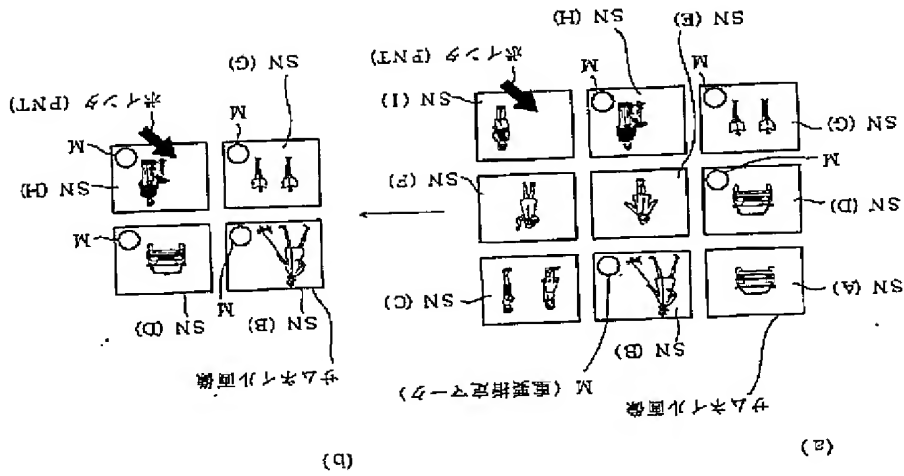 (a)
サムネイル画像
M (重要指定マーク)
SN (B)
SN (A)
SN (C)
M
SN (D)
SN (F)
SN (G)
SN (I)
M
M
ポインタ (PNT)
SN (H)
SN (E)
(b)
サムネイル画像
SN (B)
SN (D)
M
M
SN (H)
M
M
ポインタ (PNT)
SN (G)